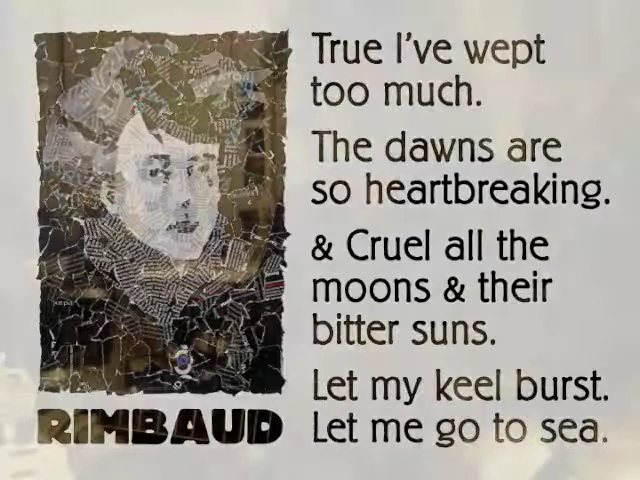 True I've wept
too much.
The dawns are
so heartbreaking.
& Cruel all the
moons & their
bitter suns.
Let my keel burst.
Let me go to sea.
RIMBAUD